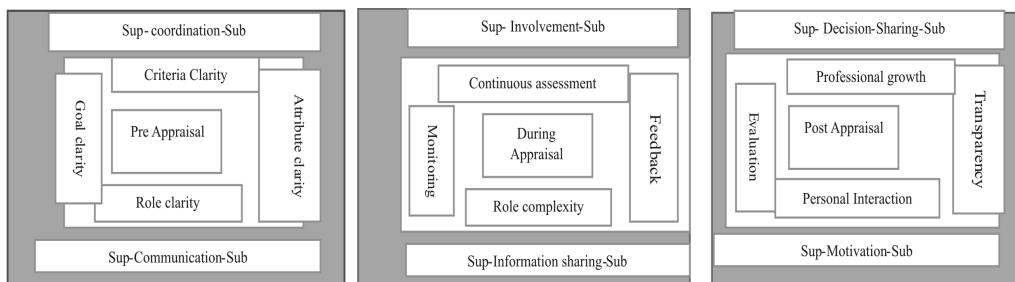 Sup- coordination-Sub
Criteria Clarity
Goal clarity
Pre Appraisal
Attribute clarity
Role clarity
Sup-Communication-Sub
Sup- Involvement-Sub
Continuous assessment
Monitoring
During
Appraisal
Feedback
Role complexity
Sup-Information sharing-Sub
Sup- Decision-Sharing-Sub
Professional growth
Evaluation
Post Appraisal
Transparency
Personal Interaction
Sup-Motivation-Sub